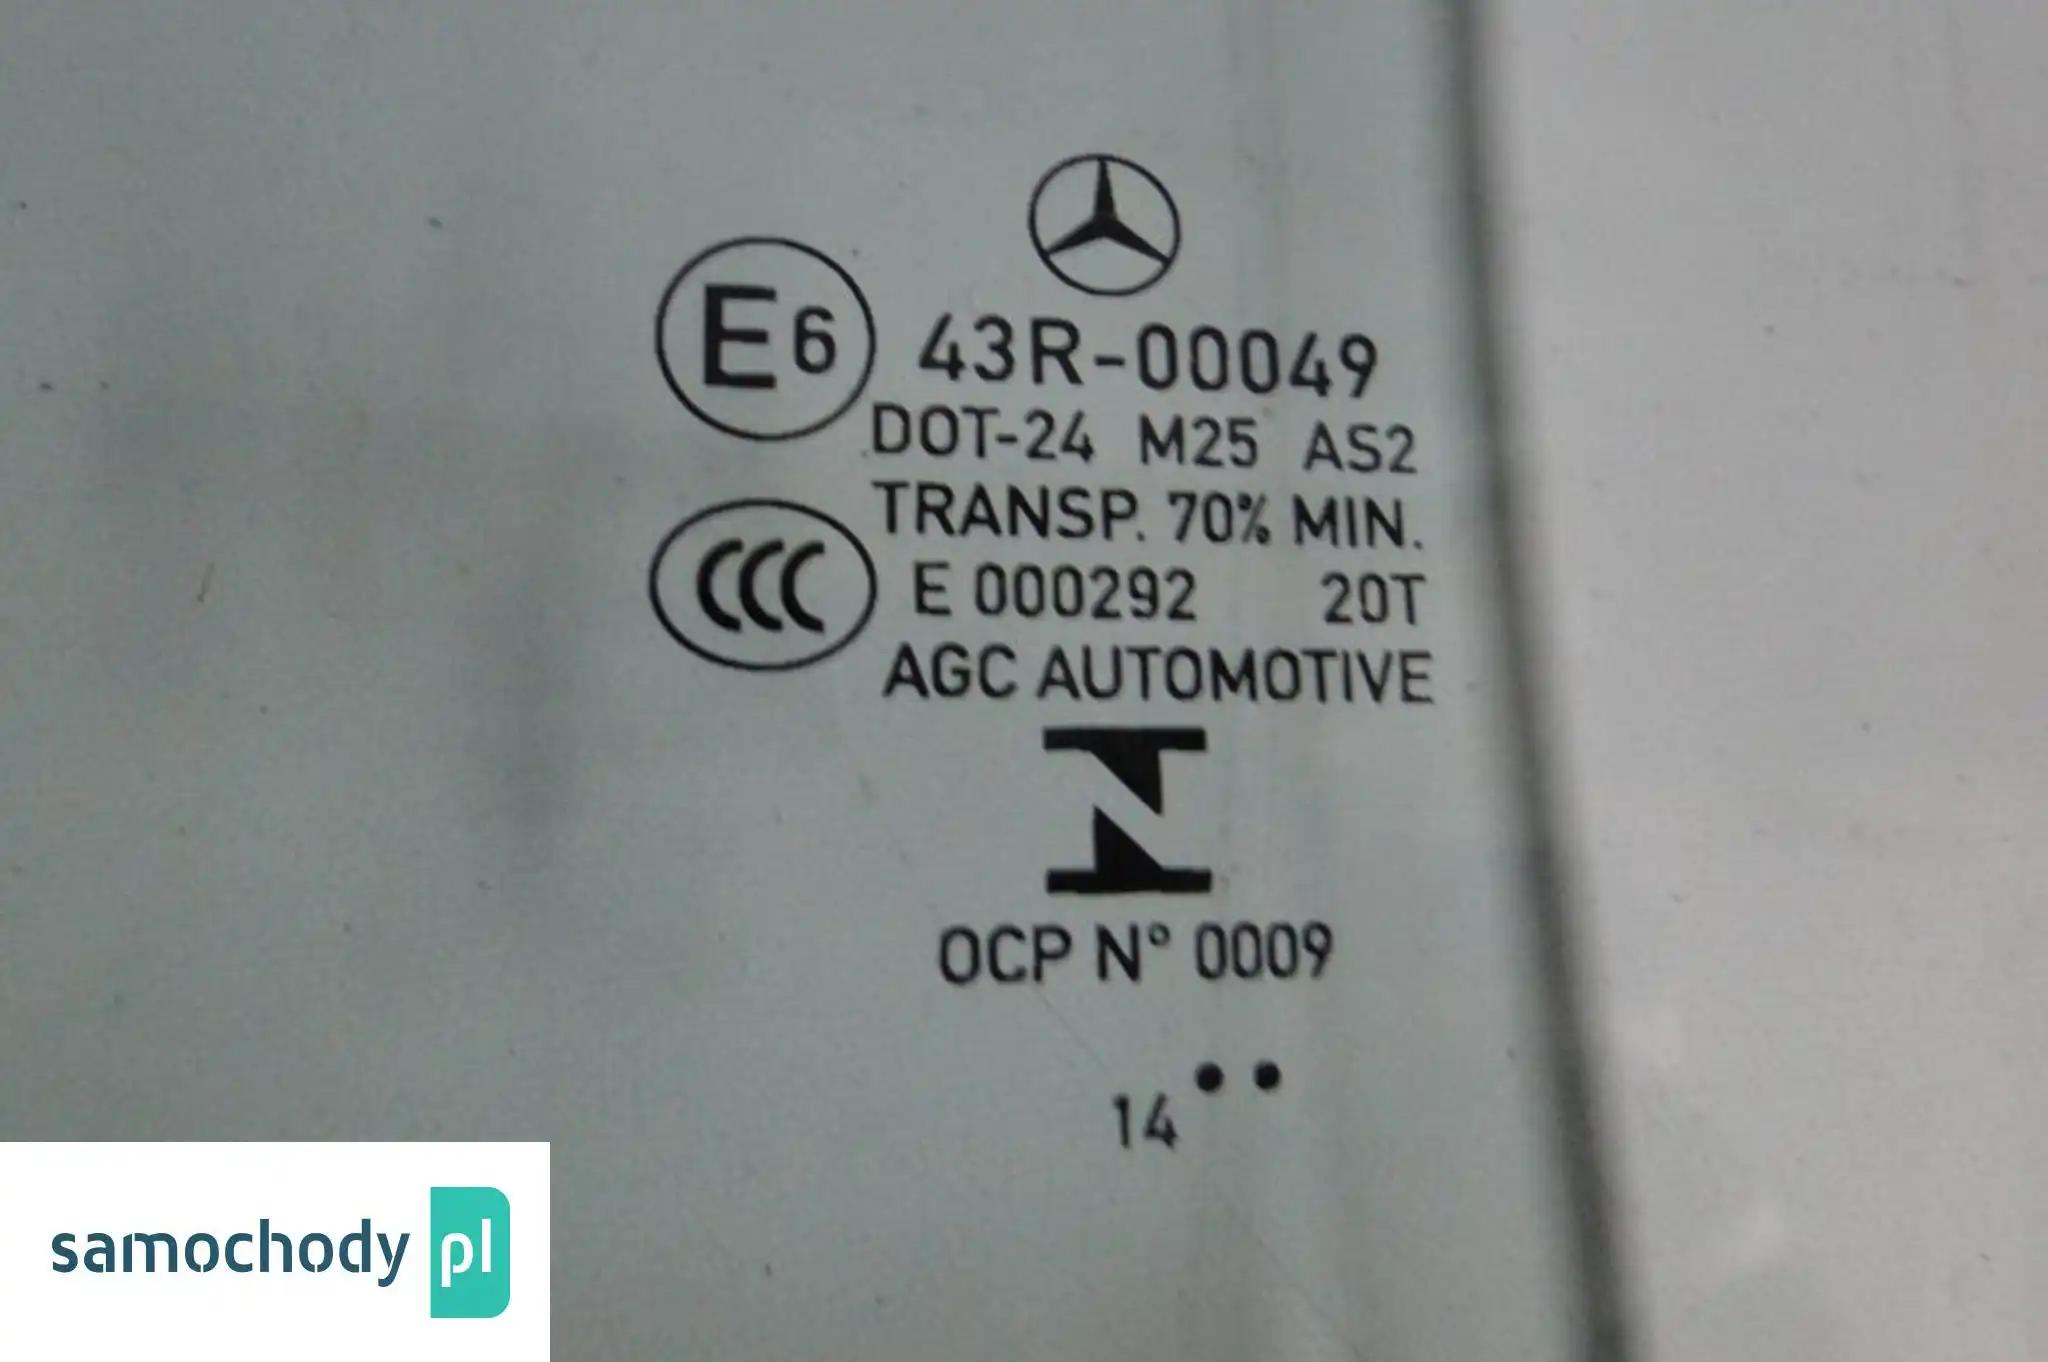 E6
43R-00049
DOT-24 M25 AS2
TRANSP. 70% MIN.
CCC
E 000292 20T
AGC AUTOMOTIVE
OCP N° 0009
14
samochody pl